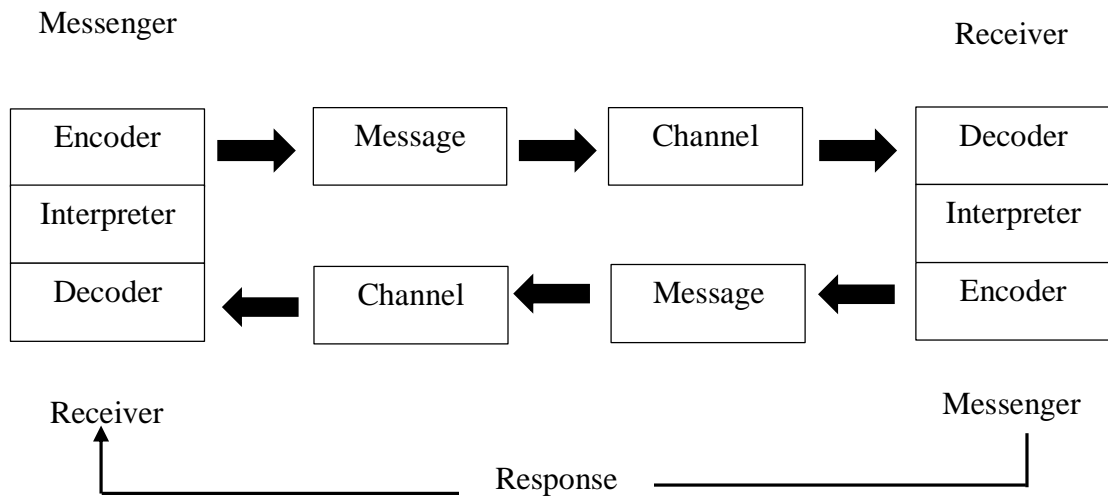 Messenger
Receiver
Encoder
Message
Channel
Decoder
Interpreter
Interpreter
Decoder
Channel
Message
Encoder
Receiver
Messenger
Response